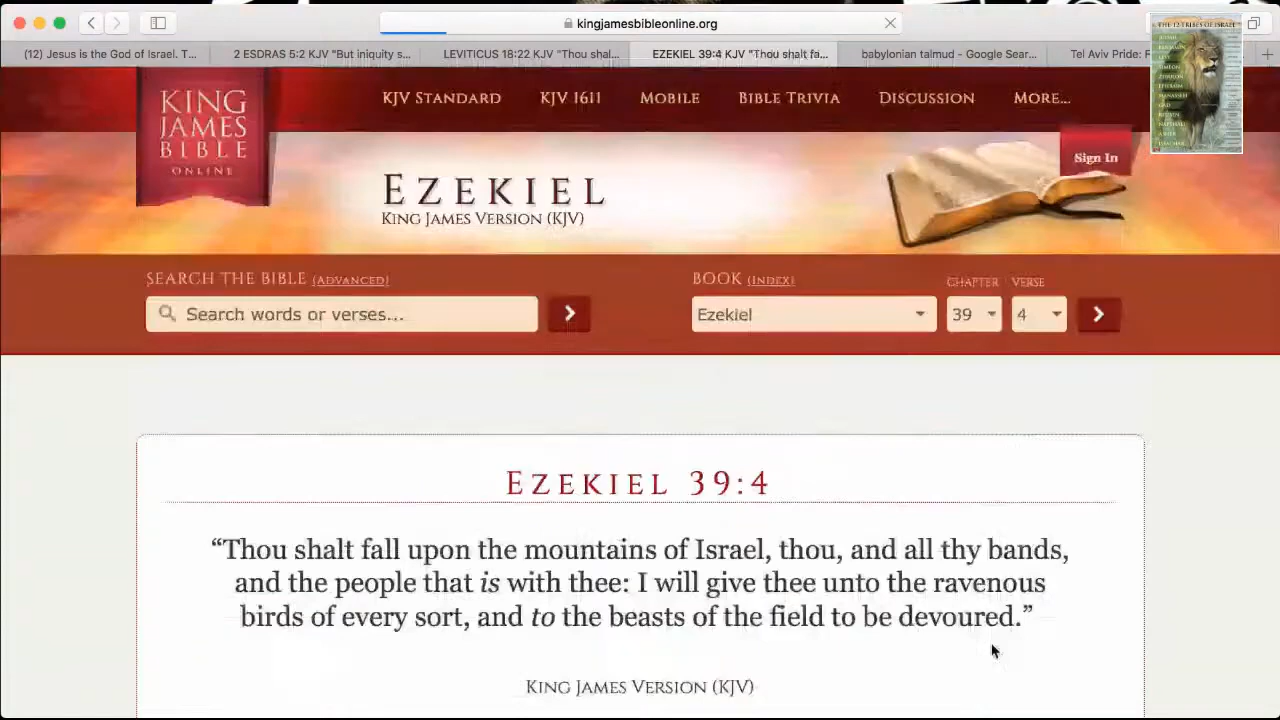 kingjamesbibleonline.org
(12) Jesus is the God of Israel. T...
2 ESDRAS 5:2 KJV "But iniquity s...
LEVITICUS 18:22 KJV "Thou shal...
EZEKIEL 39:4 KJV "Thou shalt fa...
babylonian talmud - Google Sear...
Tel Aviv Pride: F
THE 12 TRIBES OF ISRAEL
KING
JAMES
BIBLE
ONLINE
KJV STANDARD
KJV 1611
MOBILE
BIBLE TRIVIA
DISCUSSION
MORE...
Sign In
EZEKIEL
KING JAMES VERSION (KJV)
SEARCH THE BIBLE (ADVANCED)
Search words or verses...
BOOK (INDEX)
CHAPTER
VERSE
Ezekiel
39
4
EZEKIEL 39:4
“Thou shalt fall upon the mountains of Israel, thou, and all thy bands,
and the people that is with thee: I will give thee unto the ravenous
birds of every sort, and to the beasts of the field to be devoured.”
KING JAMES VERSION (KJV)